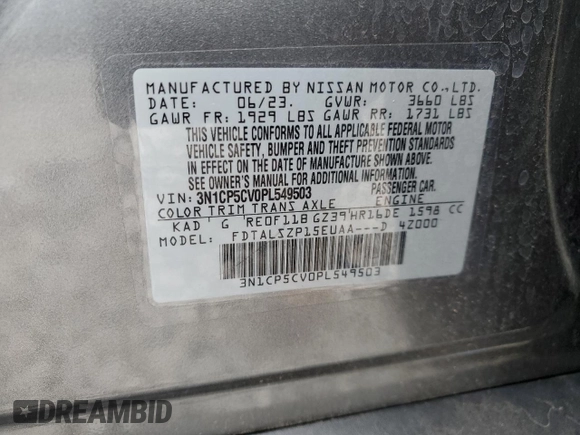 MANUFACTURED BY NISSAN MOTOR CO.,LTD.
DATE: 06/23. GVWR: 3660 LBS
GAWR FR: 1929 LBS GAWR RR: 1731 LBS
THIS VEHICLE CONFORMS TO ALL APPLICABLE FEDERAL MOTOR
VEHICLE SAFETY, BUMPER AND THEFT PREVENTION STANDARDS
IN EFFECT ON THE DATE OF MANUFACTURE SHOWN ABOVE.
SEE OWNER'S MANUAL FOR ADDITIONAL INFORMATION.
VIN: 3N1CP5CV0PL549503 PASSENGER CAR.
COLOR TRIM TRANS AXLE ENGINE
KAD G RE0F11B GZ39 HR16DE 1598 CC
MODEL: FDTALSZP15EUAA---D 42000
3N1CP5CV0PL549503
DREAMBID